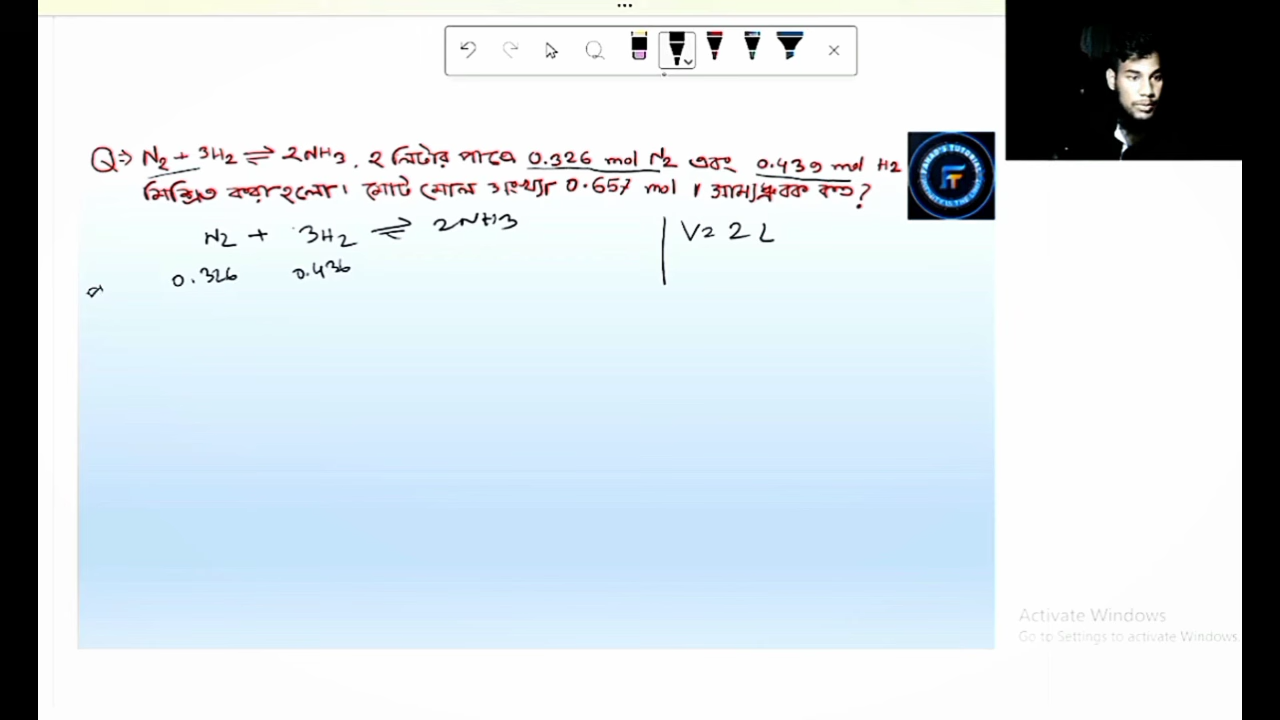 Q⇒ N2 + 3H2 ⇌ 2NH3, ২ লিটার পাত্রে 0.326 mol N2 এবং 0.439 mol H2
মিশ্রিত করা হলো। মোট মোল সংখ্যা 0.657 mol । সাম্যধ্রুবক কত?
N2 + 3H2 ⇌ 2NH3
V= 2 L
0.326 0.436
Activate Windows
Go to Settings to activate Windows.